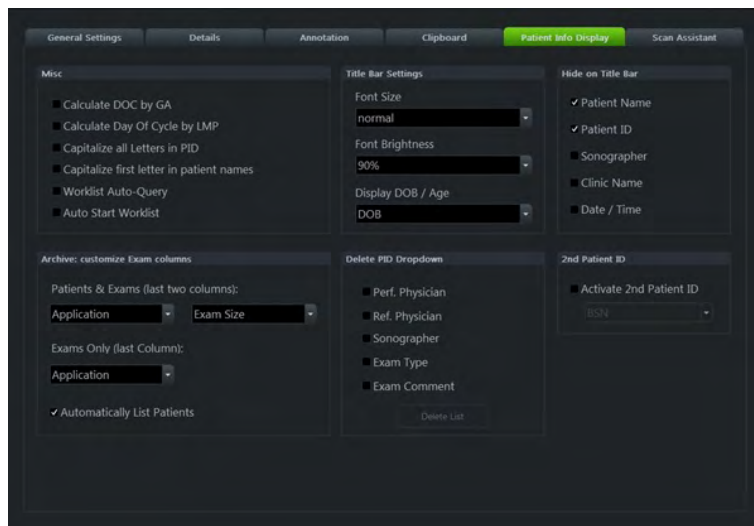 General Settings
Details
Annotation
Clipboard
Patient Info Display
Scan Assistant
Misc
Calculate DOC by GA
Calculate Day Of Cycle by LMP
Capitalize all Letters in PID
Capitalize first letter in patient names
Worklist Auto-Query
Auto Start Worklist
Title Bar Settings
Font Size
normal
Font Brightness
90%
Display DOB / Age
DOB
Hide on Title Bar
Patient Name
Patient ID
Sonographer
Clinic Name
Date / Time
Archive: customize Exam columns
Patients & Exams (last two columns):
Application
Exam Size
Exams Only (last Column):
Application
Automatically List Patients
Delete PID Dropdown
Perf. Physician
Ref. Physician
Sonographer
Exam Type
Exam Comment
Delete List
2nd Patient ID
Activate 2nd Patient ID
BSN